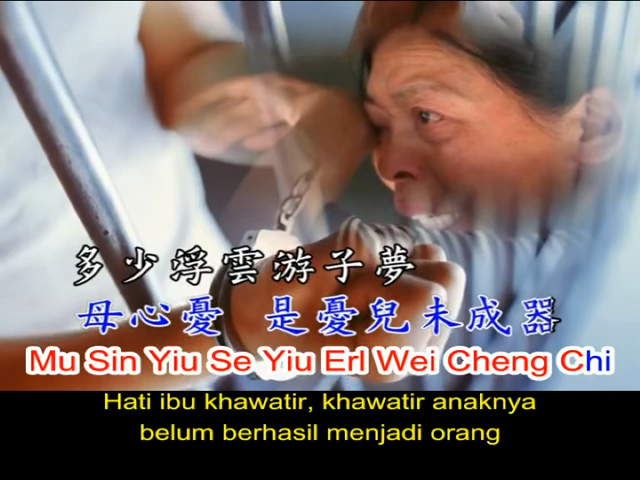 多少浮雲游子夢
母心憂 是憂兒未成器
Mu Sin Yiu Se Yiu Erl Wei Cheng Chi
Hati ibu khawatir, khawatir anaknya
belum berhasil menjadi orang